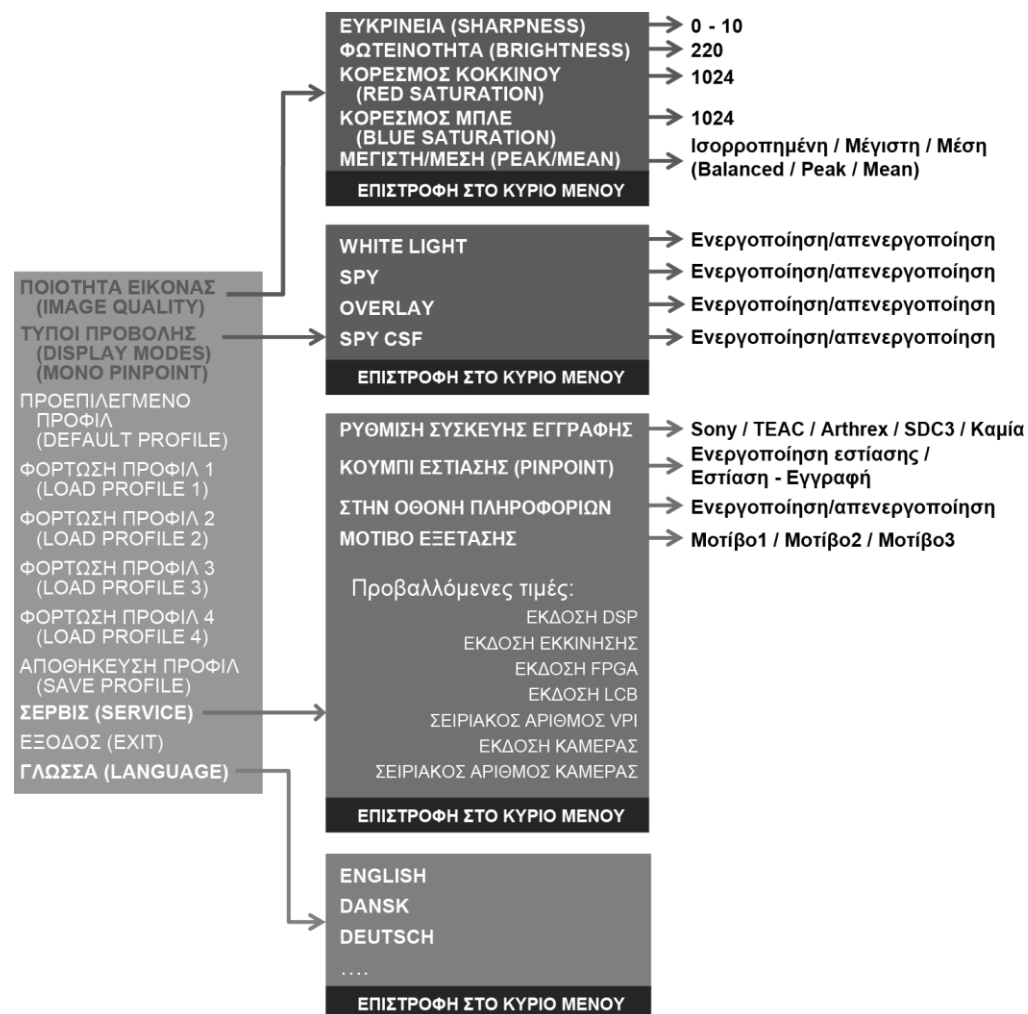 ΕΥΚΡΙΝΕΙΑ (SHARPNESS)
0 - 10
ΦΩΤΕΙΝΟΤΗΤΑ (BRIGHTNESS)
220
ΚΟΡΕΣΜΟΣ ΚΟΚΚΙΝΟΥ
(RED SATURATION)
1024
ΚΟΡΕΣΜΟΣ ΜΠΛΕ
(BLUE SATURATION)
1024
ΜΕΓΙΣΤΗ/ΜΕΣΗ (PEAK/MEAN)
Ισορροπημένη / Μέγιστη / Μέση
(Balanced / Peak / Mean)
ΕΠΙΣΤΡΟΦΗ ΣΤΟ ΚΥΡΙΟ ΜΕΝΟΥ
WHITE LIGHT
Ενεργοποίηση/απενεργοποίηση
SPY
Ενεργοποίηση/απενεργοποίηση
OVERLAY
Ενεργοποίηση/απενεργοποίηση
SPY CSF
Ενεργοποίηση/απενεργοποίηση
ΕΠΙΣΤΡΟΦΗ ΣΤΟ ΚΥΡΙΟ ΜΕΝΟΥ
ΠΟΙΟΤΗΤΑ ΕΙΚΟΝΑΣ
(IMAGE QUALITY)
ΤΥΠΟΙ ΠΡΟΒΟΛΗΣ
(DISPLAY MODES)
(MONO PINPOINT)
ΠΡΟΕΠΙΛΕΓΜΕΝΟ
ΠΡΟΦΙΛ
(DEFAULT PROFILE)
ΦΟΡΤΩΣΗ ΠΡΟΦΙΛ 1
(LOAD PROFILE 1)
ΦΟΡΤΩΣΗ ΠΡΟΦΙΛ 2
(LOAD PROFILE 2)
ΦΟΡΤΩΣΗ ΠΡΟΦΙΛ 3
(LOAD PROFILE 3)
ΦΟΡΤΩΣΗ ΠΡΟΦΙΛ 4
(LOAD PROFILE 4)
ΑΠΟΘΗΚΕΥΣΗ ΠΡΟΦΙΛ
(SAVE PROFILE)
ΣΕΡΒΙΣ (SERVICE)
ΕΞΟΔΟΣ (EXIT)
ΓΛΩΣΣΑ (LANGUAGE)
ΡΥΘΜΙΣΗ ΣΥΣΚΕΥΗΣ ΕΓΓΡΑΦΗΣ
Sony / TEAC / Arthrex / SDC3 / Καμία
ΚΟΥΜΠΙ ΕΣΤΙΑΣΗΣ (PINPOINT)
Ενεργοποίηση εστίασης /
Εστίαση - Εγγραφή
ΣΤΗΝ ΟΘΟΝΗ ΠΛΗΡΟΦΟΡΙΩΝ
Ενεργοποίηση/απενεργοποίηση
ΜΟΤΙΒΟ ΕΞΕΤΑΣΗΣ
Μοτίβο1 / Μοτίβο2 / Μοτίβο3
Προβαλλόμενες τιμές:
ΕΚΔΟΣΗ DSP
ΕΚΔΟΣΗ ΕΚΚΙΝΗΣΗΣ
ΕΚΔΟΣΗ FPGA
ΕΚΔΟΣΗ LCB
ΣΕΙΡΙΑΚΟΣ ΑΡΙΘΜΟΣ VPI
ΕΚΔΟΣΗ ΚΑΜΕΡΑΣ
ΣΕΙΡΙΑΚΟΣ ΑΡΙΘΜΟΣ ΚΑΜΕΡΑΣ
ΕΠΙΣΤΡΟΦΗ ΣΤΟ ΚΥΡΙΟ ΜΕΝΟΥ
ENGLISH
DANSK
DEUTSCH
....
ΕΠΙΣΤΡΟΦΗ ΣΤΟ ΚΥΡΙΟ ΜΕΝΟΥ